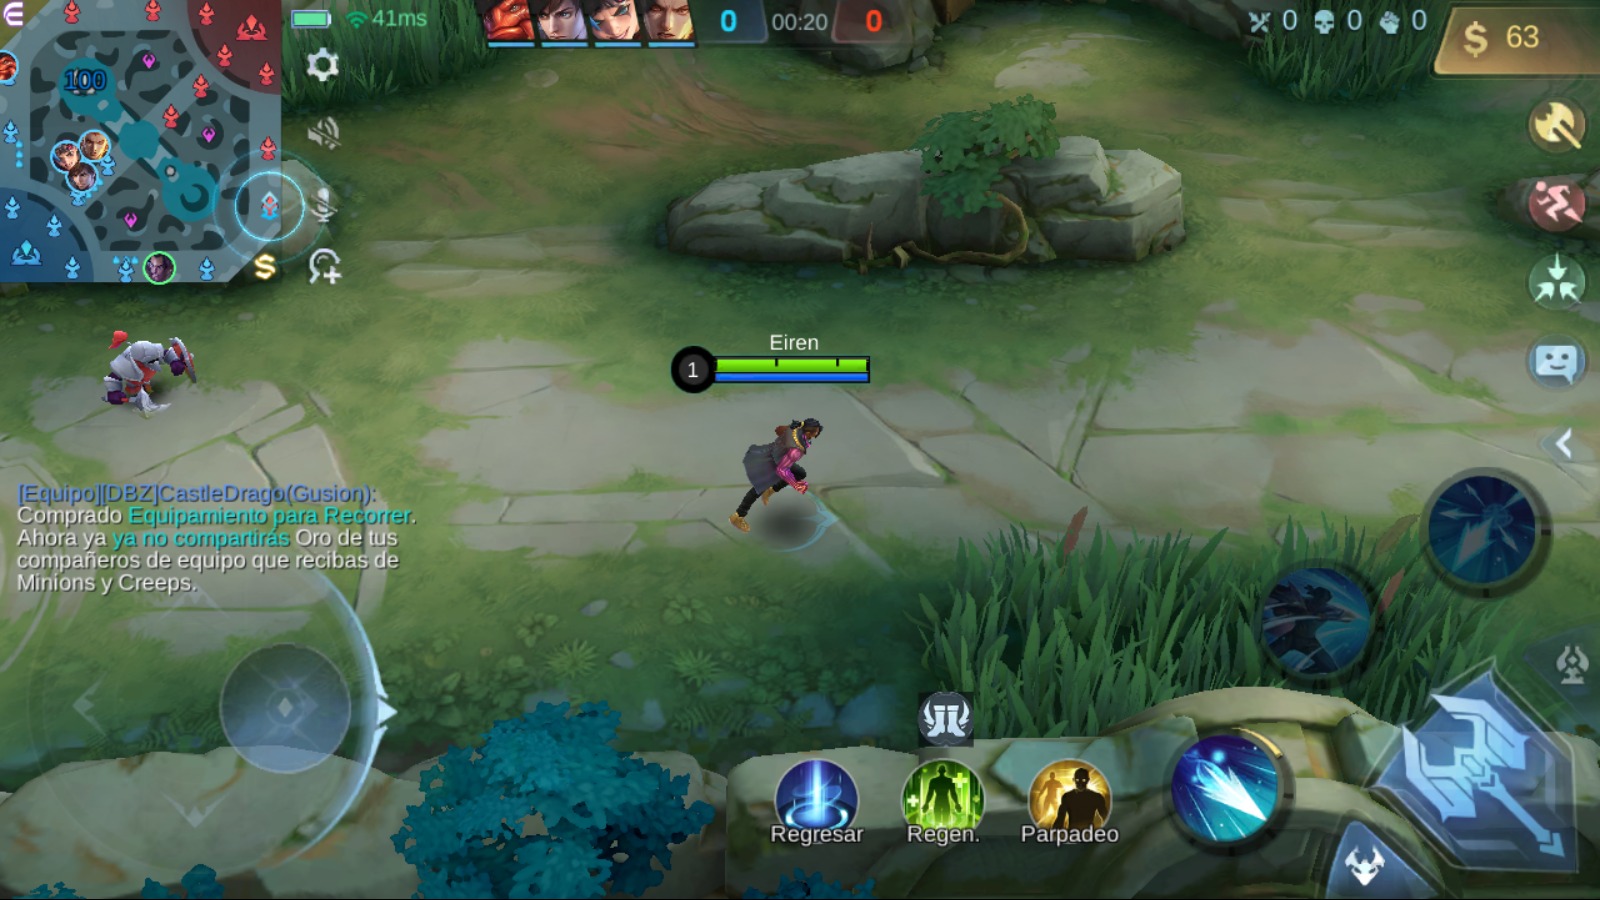 41ms
0
00:20
0
0
0
0
$ 63
100
Eiren
1
[Equipo][DBZ]CastleDrago(Gusion):
Comprado Equipamiento para Recorrer.
Ahora ya ya no compartirás Oro de tus
compañeros de equipo que recibas de
Minions y Creeps.
Regresar
Regen.
Parpadeo